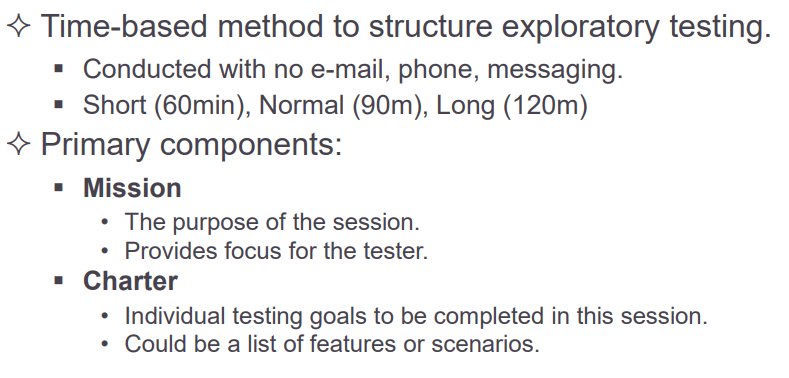 ✧ Time-based method to structure exploratory testing.
▪ Conducted with no e-mail, phone, messaging.
▪ Short (60min), Normal (90m), Long (120m)
✧ Primary components:
▪ Mission
• The purpose of the session.
• Provides focus for the tester.
▪ Charter
• Individual testing goals to be completed in this session.
• Could be a list of features or scenarios.